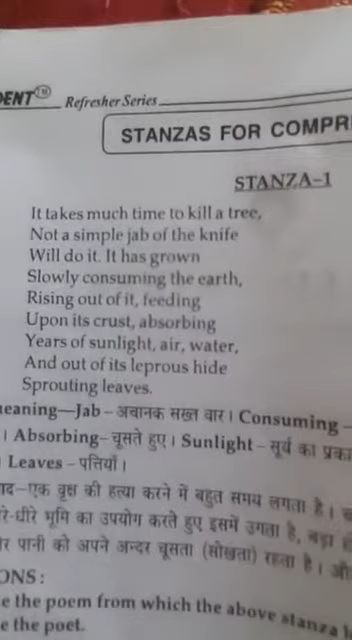 DENT TM Refresher Series
STANZAS FOR COMPR
STANZA-1
It takes much time to kill a tree,
Not a simple jab of the knife
Will do it. It has grown
Slowly consuming the earth,
Rising out of it, feeding
Upon its crust, absorbing
Years of sunlight, air, water,
And out of its leprous hide
Sprouting leaves.
eaning—Jab – अचानक सख्त वार। Consuming –
। Absorbing – चूसते हुए। Sunlight – सूर्य का प्रका
Leaves – पत्तियाँ।
ाद—एक वृक्ष की हत्या करने में बहुत समय लगता है।
रे-धीरे भूमि का उपयोग करते हुए इसमें उगता है, बड़ा
र पानी को अपने अन्दर चूसता (सोखता) रहता है। औ
ONS :
e the poem from which the above stanza
e the poet.